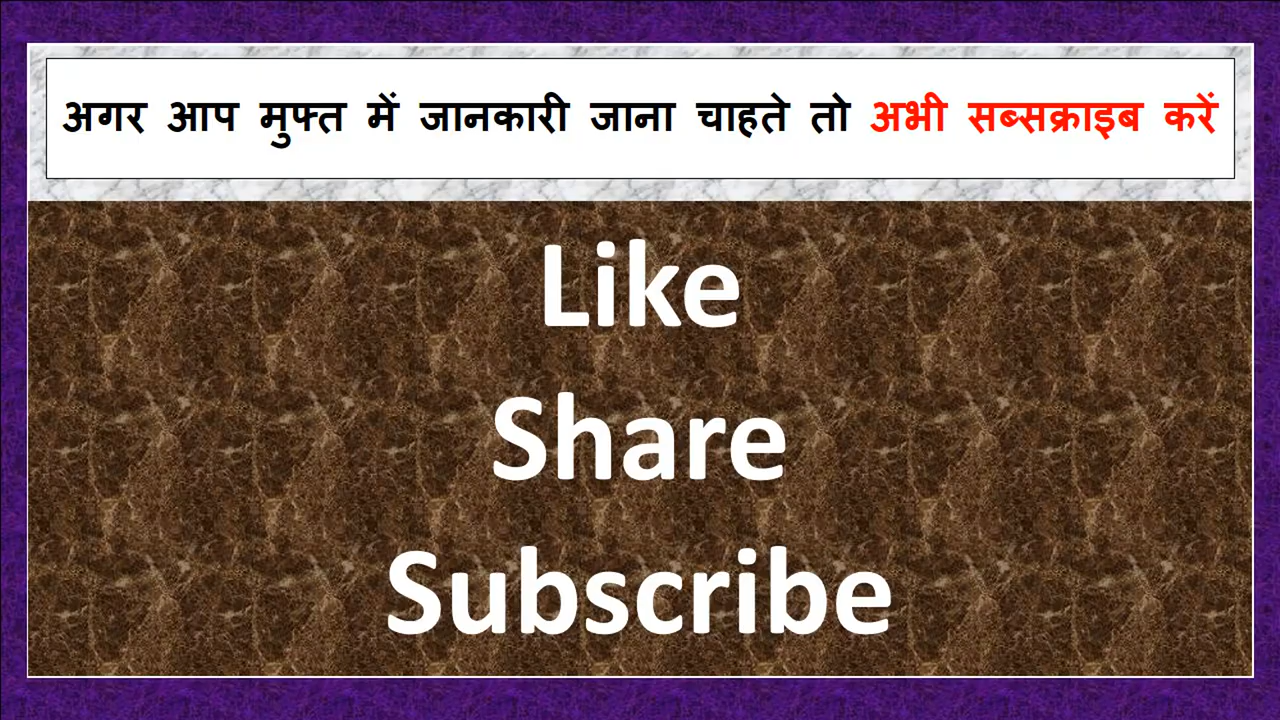 अगर आप मुफ्त में जानकारी जाना चाहते तो अभी सब्सक्राइब करें
Like
Share
Subscribe